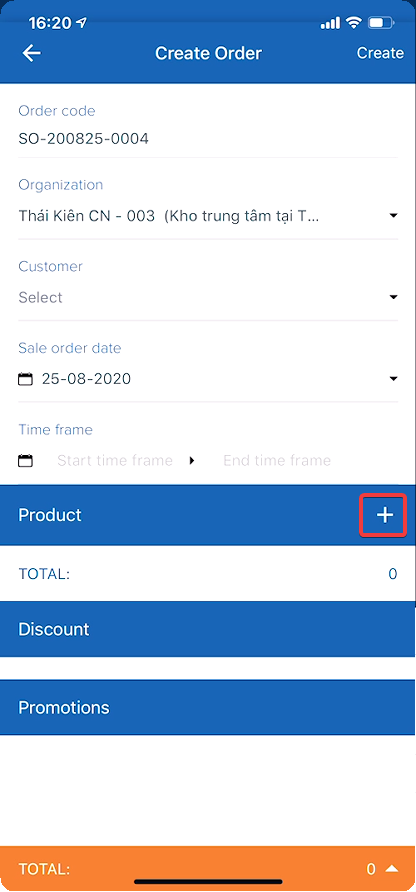 16:20
Create Order
Create
Order code
SO-200825-0004
Organization
Thái Kiên CN - 003 (Kho trung tâm tại T...
Customer
Select
Sale order date
25-08-2020
Time frame
Start time frame
End time frame
Product
TOTAL: 0
Discount
Promotions
TOTAL: 0